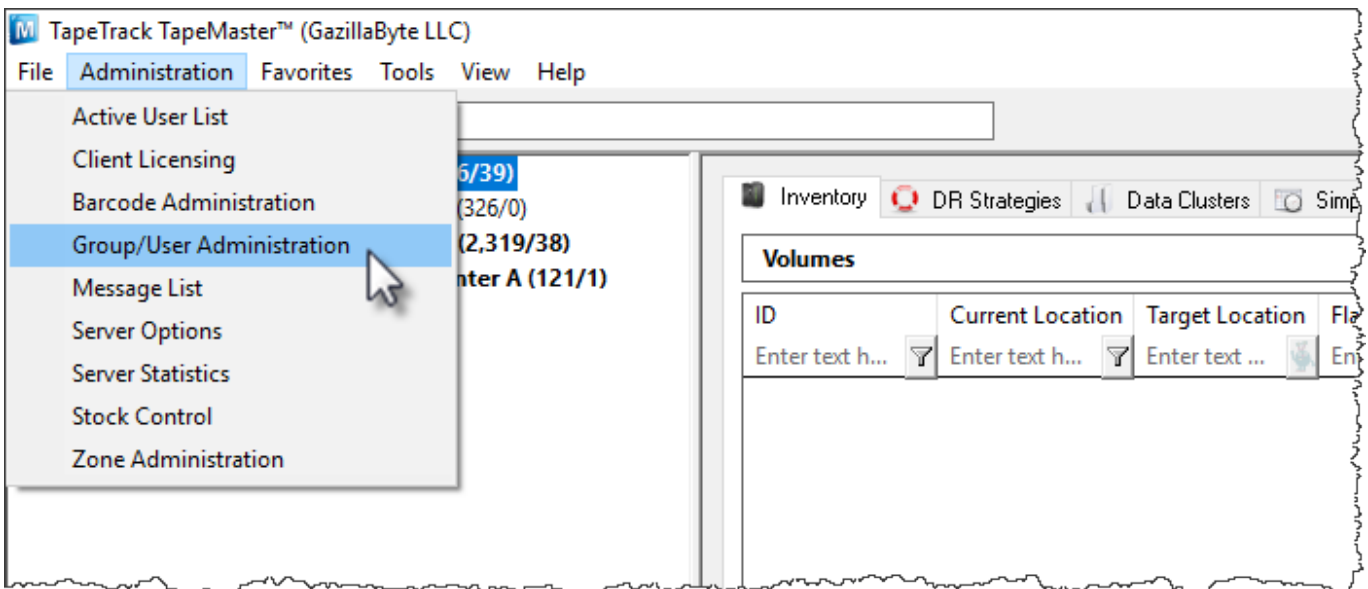 TapeTrack TapeMaster™ (GazillaByte LLC)
File Administration Favorites Tools View Help
Active User List
Client Licensing
Barcode Administration
Group/User Administration
Message List
Server Options
Server Statistics
Stock Control
Zone Administration
6/39)
(326/0)
(2,319/38)
nter A (121/1)
Inventory DR Strategies Data Clusters Simp
Volumes
ID Current Location Target Location Fla
Enter text h... Enter text h... Enter text ... En